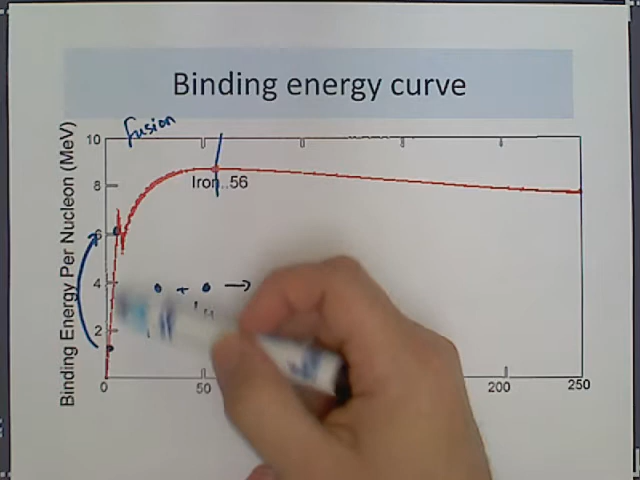 Binding energy curve
fusion
Binding Energy Per Nucleon (MeV)
10
8
6
4
2
Iron..56
+ →
0
50
200
250